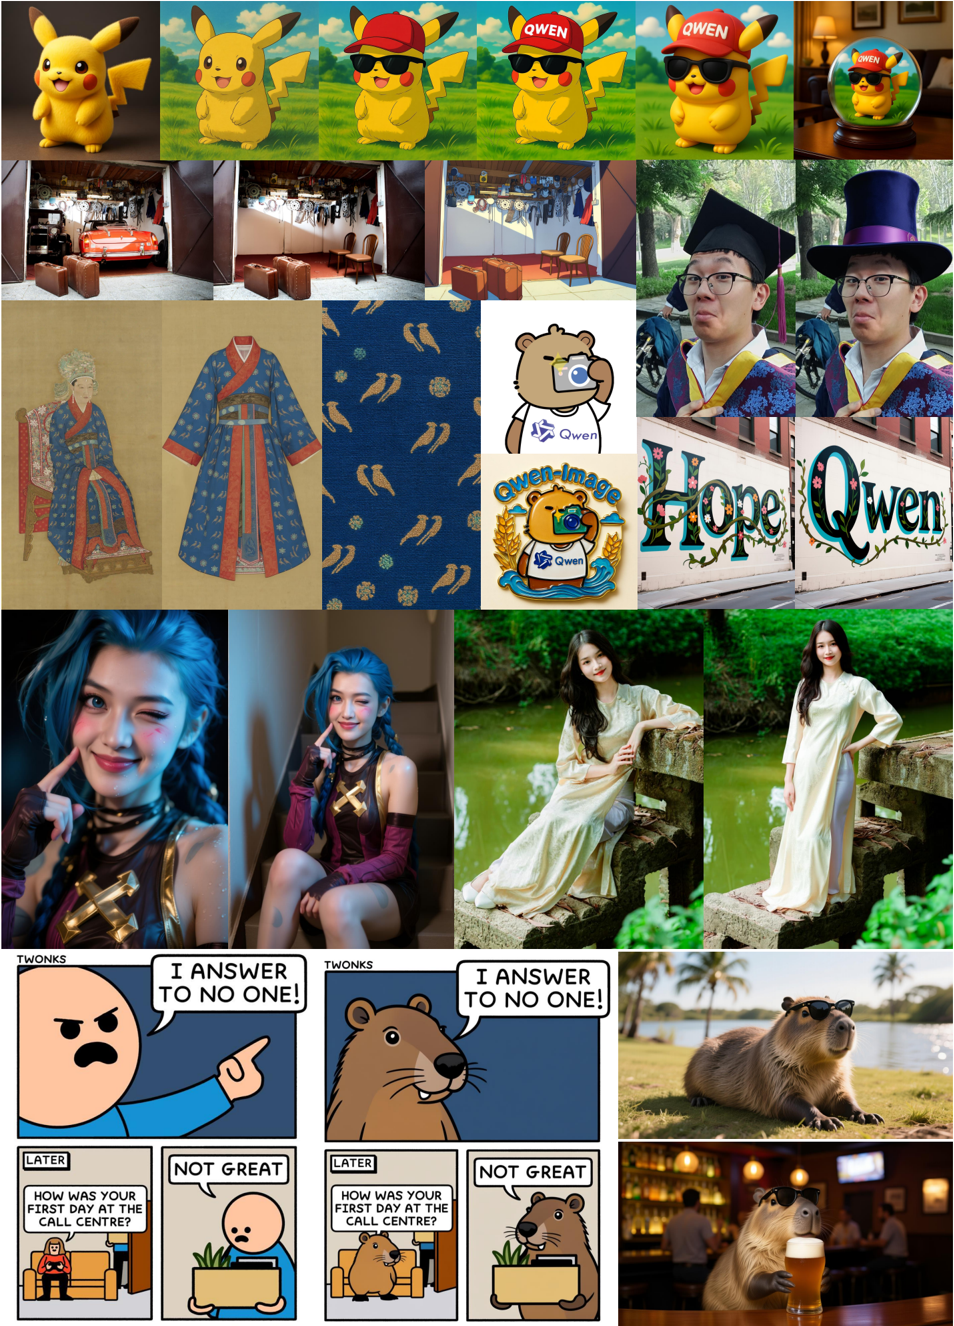 QWEN
QWEN
QWEN
Qwen
Qwen-Image
Qwen
Hope
Qwen
TWONKS
I ANSWER
TO NO ONE!
LATER
HOW WAS YOUR
FIRST DAY AT THE
CALL CENTRE?
NOT GREAT
TWONKS
I ANSWER
TO NO ONE!
LATER
HOW WAS YOUR
FIRST DAY AT THE
CALL CENTRE?
NOT GREAT